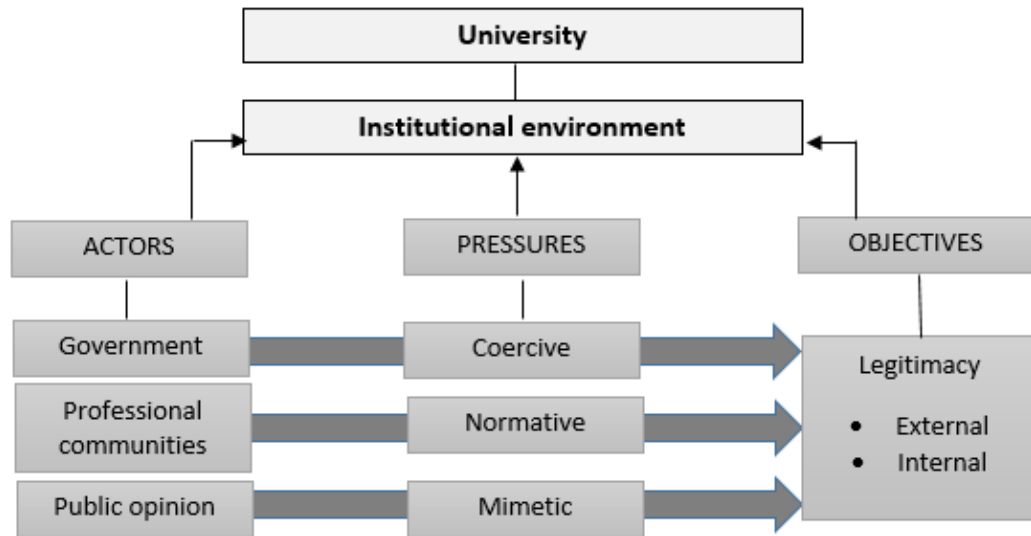 University
Institutional environment
ACTORS
PRESSURES
OBJECTIVES
Government
Coercive
Legitimacy
• External
• Internal
Professional
communities
Normative
Public opinion
Mimetic